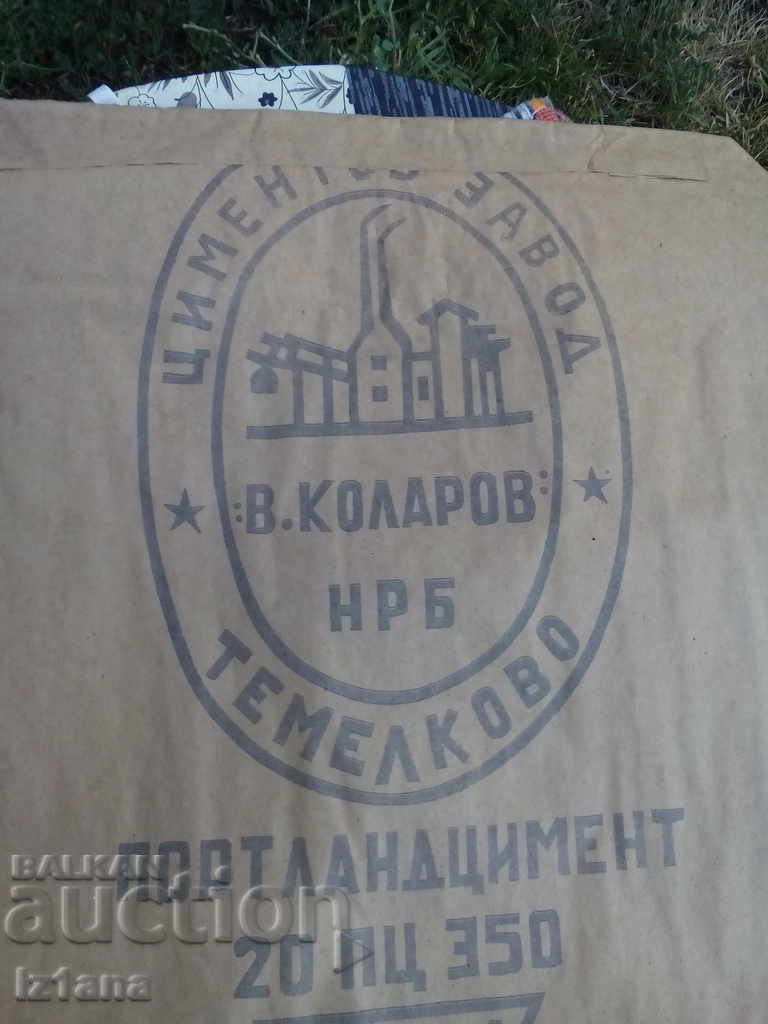 ЦИМЕНТОВ ЗАВОД
:В.КОЛАРОВ:
НРБ
ТЕМЕЛКОВО
ПОРТЛАНДЦИМЕНТ
20 ПЦ 350
BALKAN
auction
iz1ana